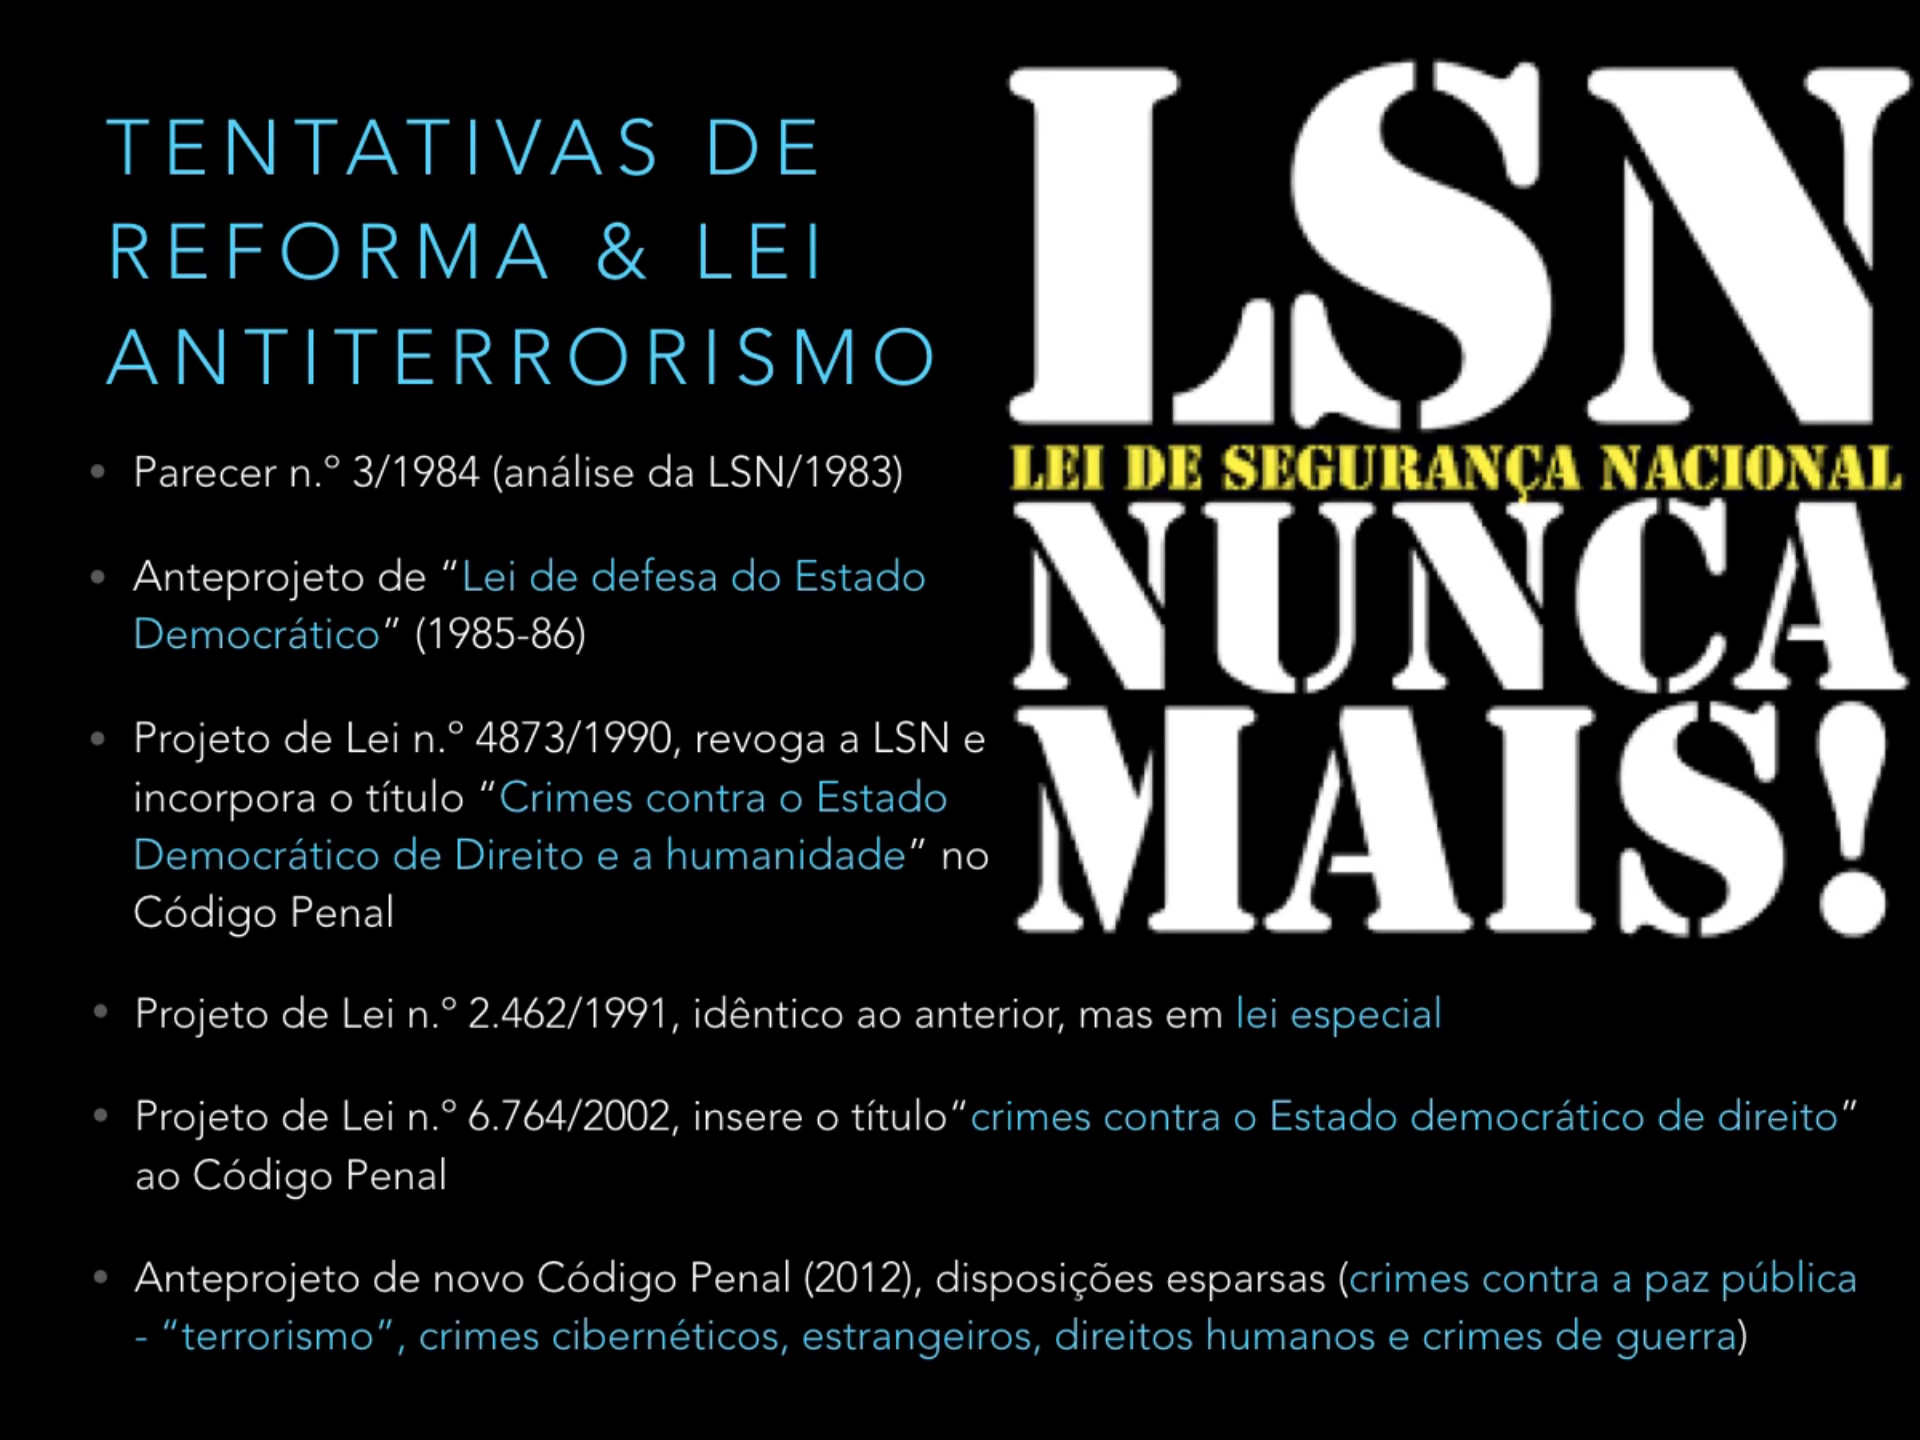 TENTATIVAS DE
REFORMA & LEI
ANTITERRORISMO
LSN
LEI DE SEGURANÇA NACIONAL
NUNCA
MAIS!
• Parecer n.º 3/1984 (análise da LSN/1983)
• Anteprojeto de “Lei de defesa do Estado
Democrático” (1985-86)
• Projeto de Lei n.º 4873/1990, revoga a LSN e
incorpora o título “Crimes contra o Estado
Democrático de Direito e a humanidade” no
Código Penal
• Projeto de Lei n.º 2.462/1991, idêntico ao anterior, mas em lei especial
• Projeto de Lei n.º 6.764/2002, insere o título“crimes contra o Estado democrático de direito”
ao Código Penal
• Anteprojeto de novo Código Penal (2012), disposições esparsas (crimes contra a paz pública
- “terrorismo”, crimes cibernéticos, estrangeiros, direitos humanos e crimes de guerra)